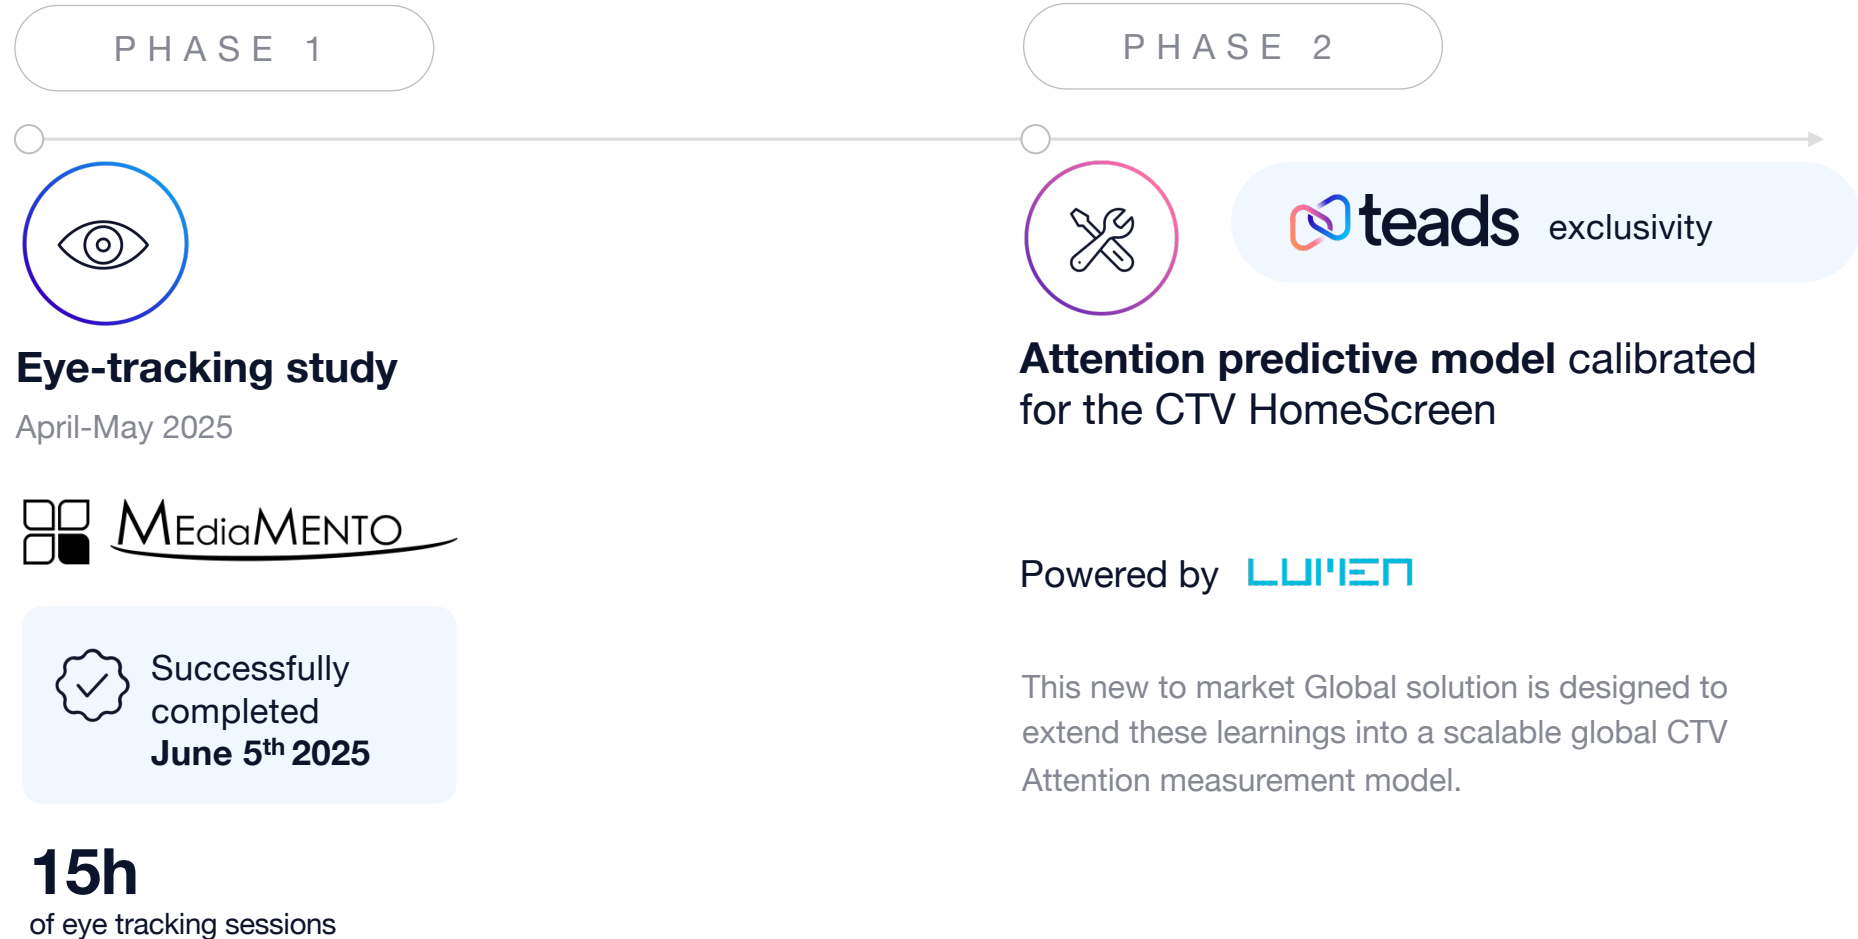 PHASE 1
Eye-tracking study
April-May 2025
MEdiaMENTO
Successfully
completed
June 5th 2025
15h
of eye tracking sessions
PHASE 2
teads exclusivity
Attention predictive model calibrated
for the CTV HomeScreen
Powered by LUMEN
This new to market Global solution is designed to
extend these learnings into a scalable global CTV
Attention measurement model.